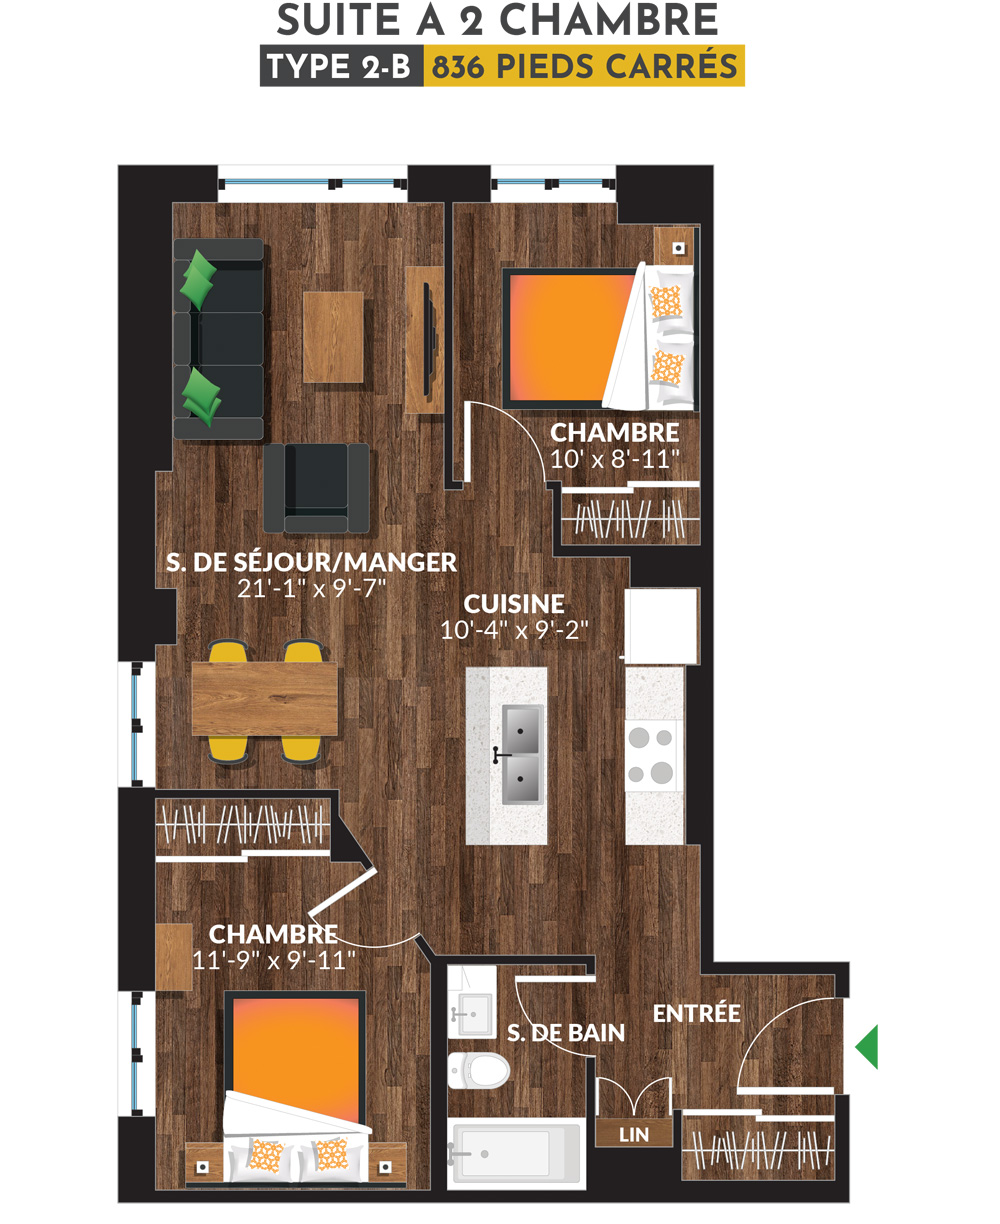 SUITE A 2 CHAMBRE
TYPE 2-B 836 PIEDS CARRÉS
CHAMBRE
10' x 8'-11"
S. DE SÉJOUR/MANGER
21'-1" x 9'-7"
CUISINE
10'-4" x 9'-2"
CHAMBRE
11'-9" x 9'-11"
S. DE BAIN
ENTRÉE
LIN